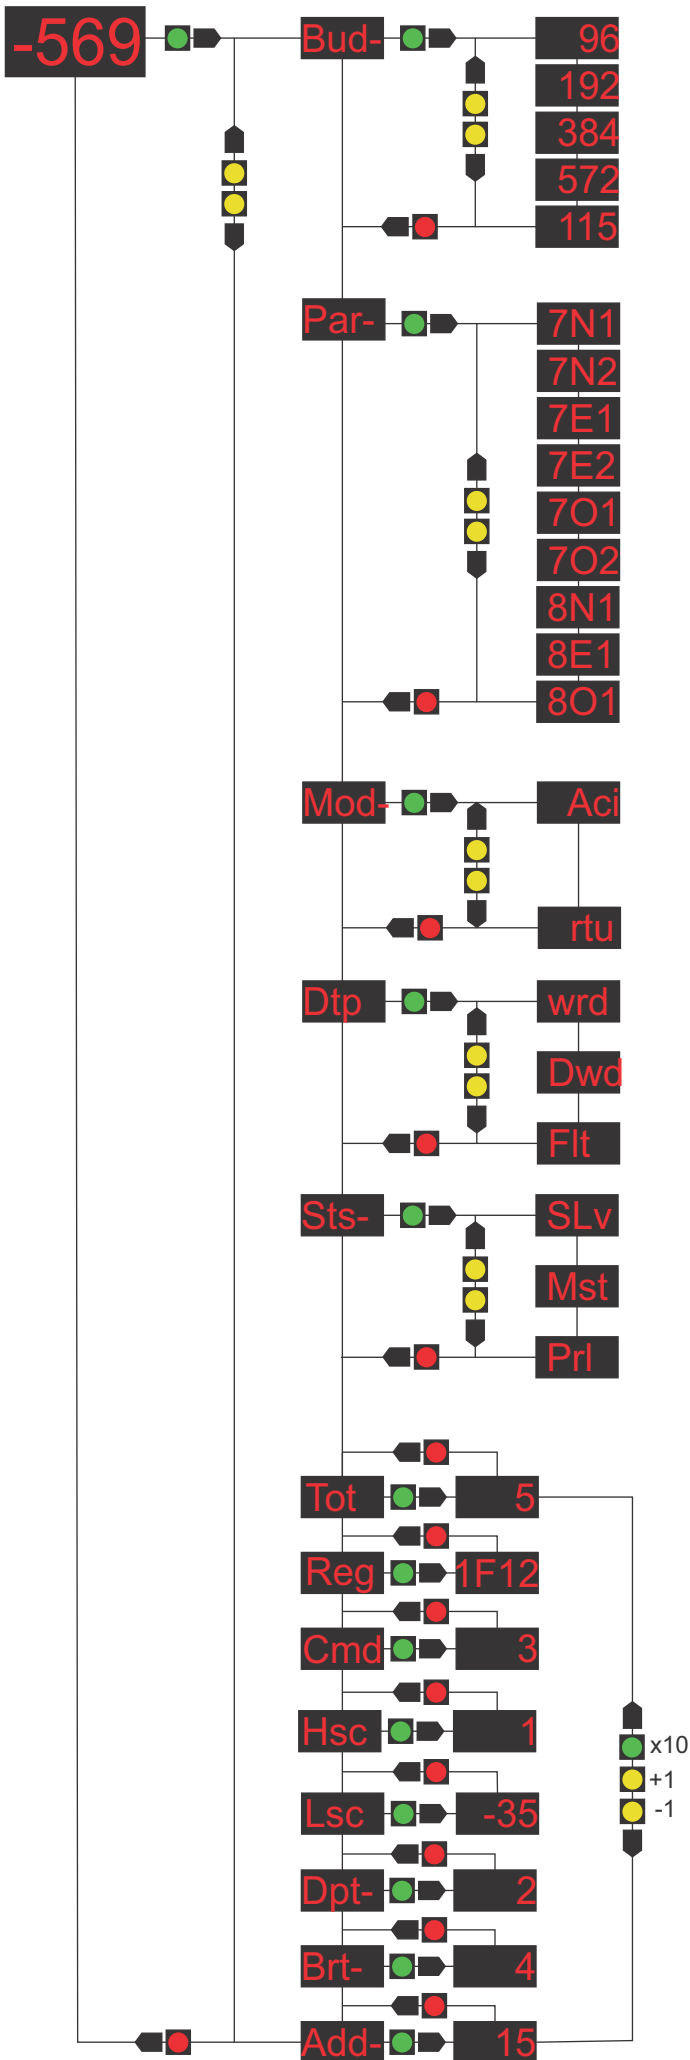 -569
Bud-
96
192
384
572
115
Par-
7N1
7N2
7E1
7E2
7O1
7O2
8N1
8E1
8O1
Mod-
Aci
rtu
Dtp
wrd
Dwd
Flt
Sts-
SLv
Mst
Prl
Tot 5
Reg 1F12
Cmd 3
Hsc 1
x10
+1
-1
Lsc -35
Dpt- 2
Brt- 4
Add- 15